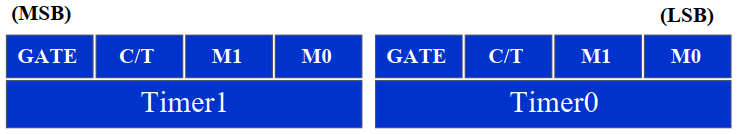 (MSB) (LSB)
GATE C/T M1 M0 GATE C/T M1 M0
Timer1 Timer0